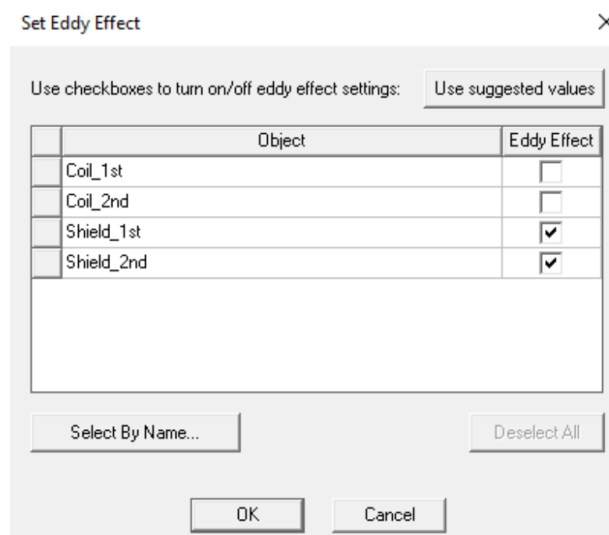 Set Eddy Effect
Use checkboxes to turn on/off eddy effect settings: Use suggested values
Object Eddy Effect
Coil_1st
Coil_2nd
Shield_1st
Shield_2nd
Select By Name... Deselect All
OK Cancel